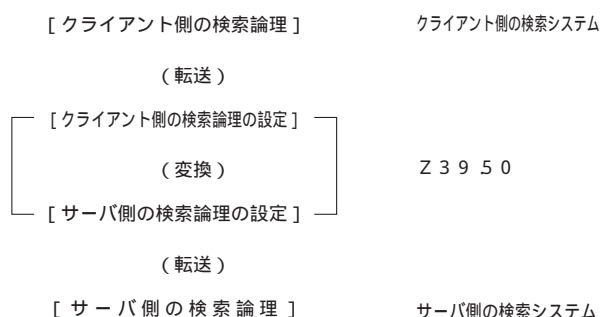 [クライアント側の検索論理] クライアント側の検索システム
(転送)
[クライアント側の検索論理の設定]
(変換) Z39.50
[サーバ側の検索論理の設定]
(転送)
[サーバ側の検索論理] サーバ側の検索システム